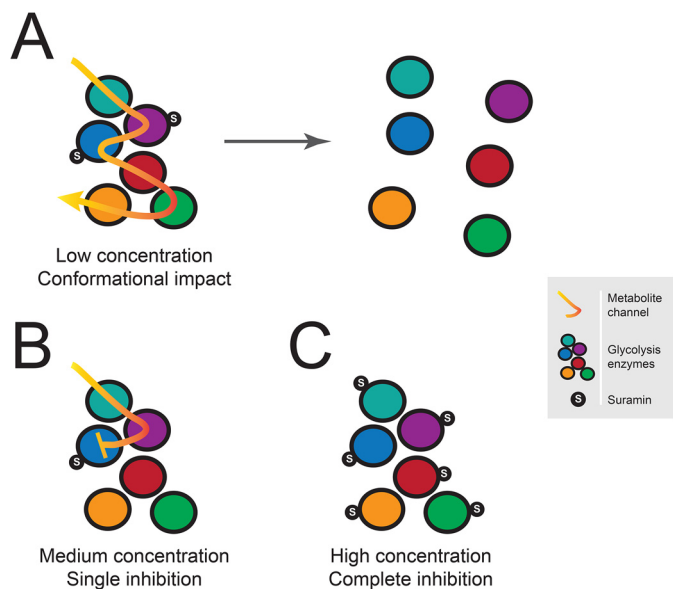 A
S
S
Low concentration
Conformational impact
B
S
Medium concentration
Single inhibition
C
S
S
S
S
S
S
High concentration
Complete inhibition
Metabolite
channel
Glycolysis
enzymes
S Suramin